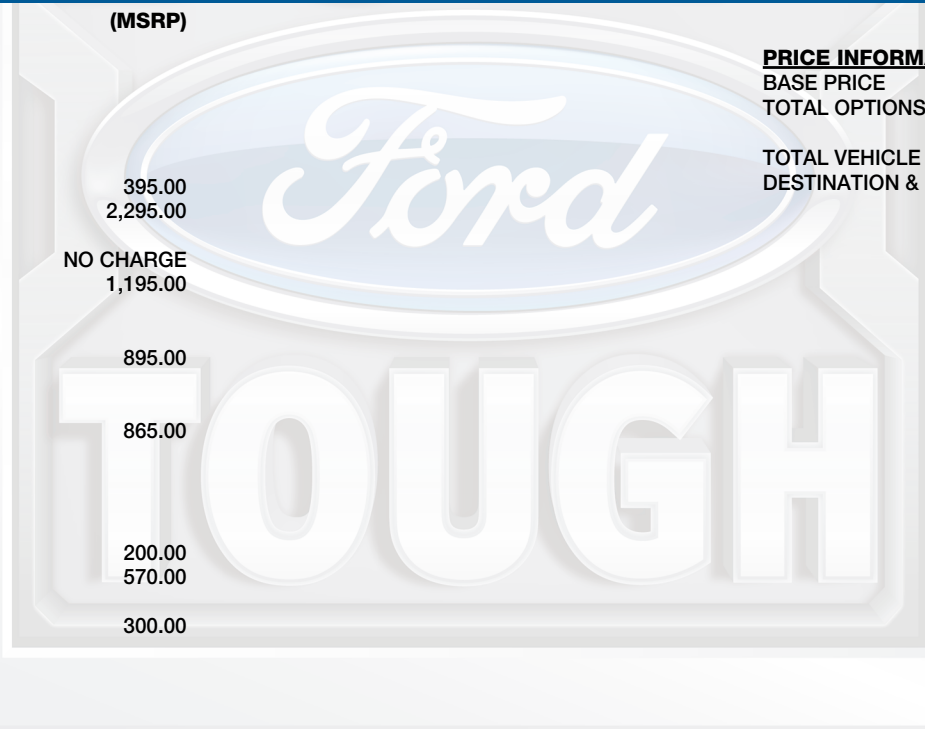 (MSRP)
395.00
2,295.00
NO CHARGE
1,195.00
895.00
865.00
200.00
570.00
300.00
PRICE
BASE PRICE
TOTAL OPTIONS
TOTAL VEHICLE
DESTINATION &
Ford
TOUGH